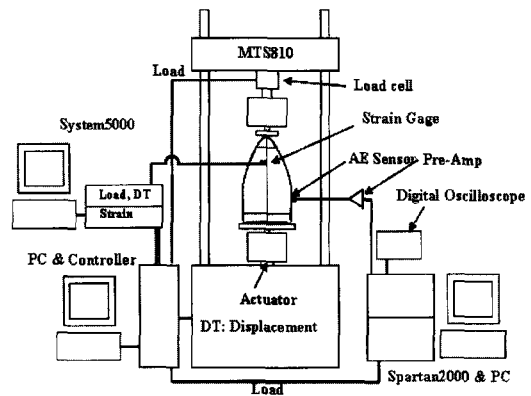 MTS810
Load
Load cell
System5000
Strain Gage
AE Sensor
Pre-Amp
Load, DT
Strain
Digital Oscilloscope
PC & Controller
Actuator
DT: Displacement
Spartan2000 & PC
Load